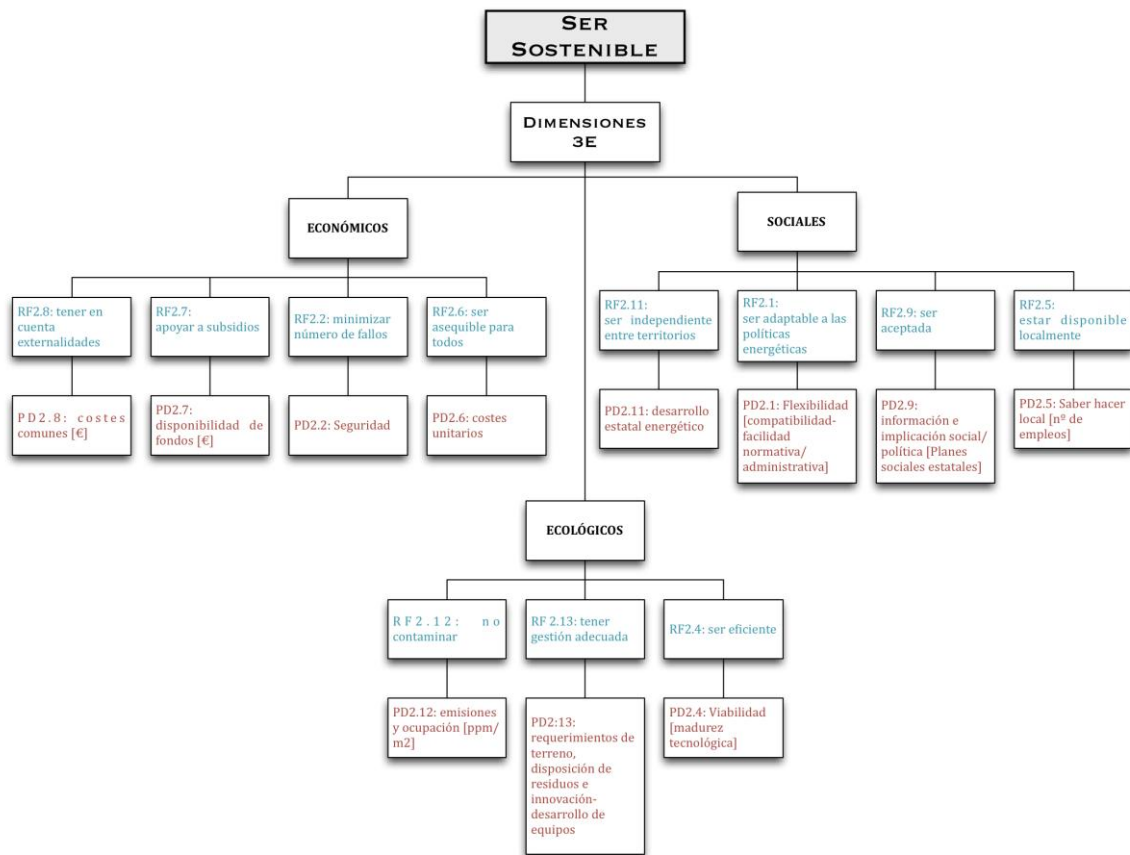 SER
SOSTENIBLE
DIMENSIONES
3E
ECONÓMICOS
SOCIALES
RF2.8: tener en
cuenta
externalidades
RF2.7:
apoyar a subsidios
RF2.2: minimizar
número de fallos
RF2.6: ser
asequible para
todos
RF2.11:
ser independiente
entre territorios
RF2.1:
ser adaptable a las
políticas
energéticas
RF2.9: ser
aceptada
RF2.5:
estar disponible
localmente
PD2.8: costes
comunes [€]
PD2.7:
disponibilidad de
fondos [€]
PD2.2: Seguridad
PD2.6: costes
unitarios
PD2.11: desarrollo
estatal energético
PD2.1: Flexibilidad
[compatibilidad-
facilidad
normativa/
administrativa]
PD2.9:
información e
implicación social/
política [Planes
sociales estatales]
PD2.5: Saber hacer
local [nº de
empleos]
ECOLÓGICOS
RF2.12: no
contaminar
RF 2.13: tener
gestión adecuada
RF2.4: ser eficiente
PD2.12: emisiones
y ocupación [ppm/
m2]
PD2:13:
requerimientos de
terreno,
disposición de
residuos e
innovación-
desarrollo de
equipos
PD2.4: Viabilidad
[madurez
tecnológica]